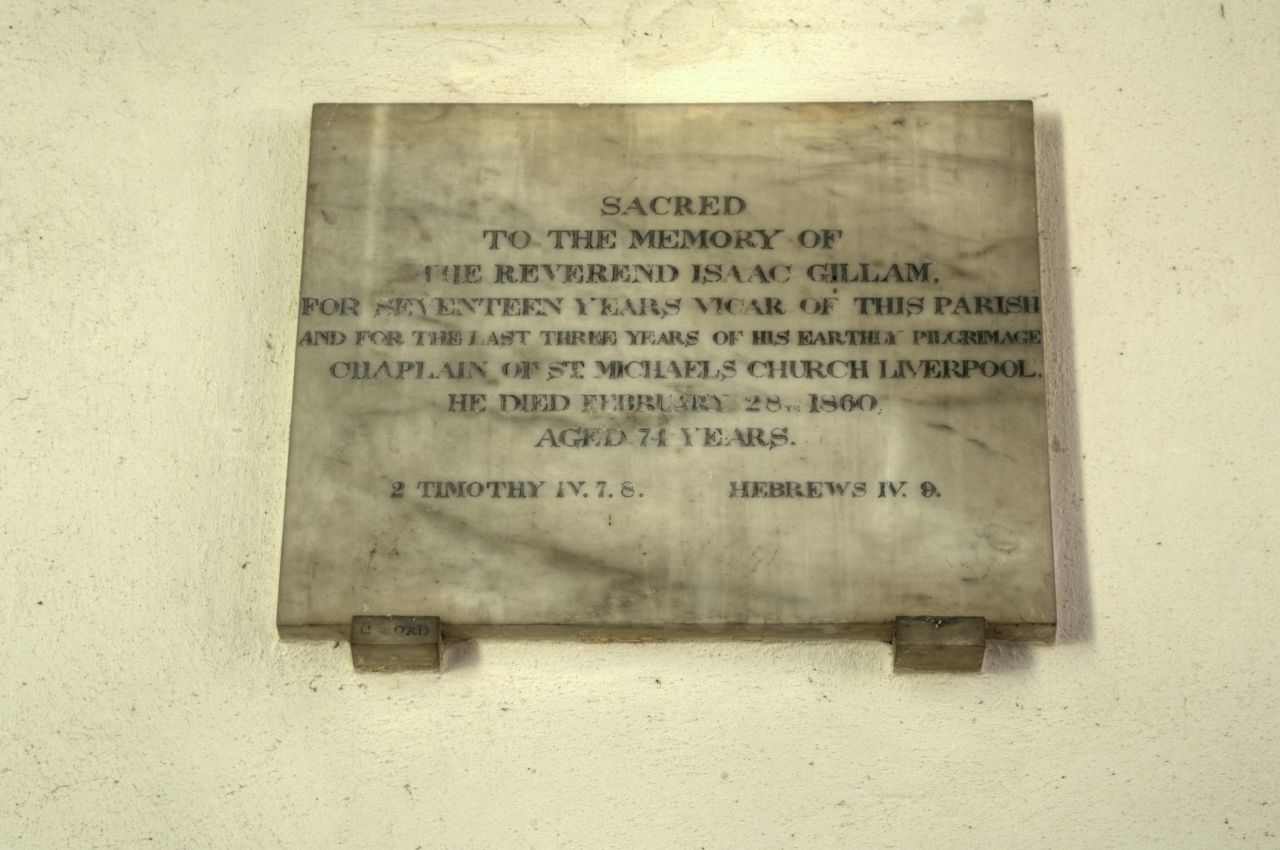 SACRED
TO THE MEMORY OF
THE REVEREND ISAAC GILLAM,
FOR SEVENTEEN YEARS VICAR OF THIS PARISH
AND FOR THE LAST THREE YEARS OF HIS EARTHLY PILGRIMAGE
CHAPLAIN OF ST. MICHAELS CHURCH LIVERPOOL.
HE DIED FEBRUARY 28TH 1860,
AGED 74 YEARS.
2 TIMOTHY IV. 7. 8. HEBREWS IV. 9.